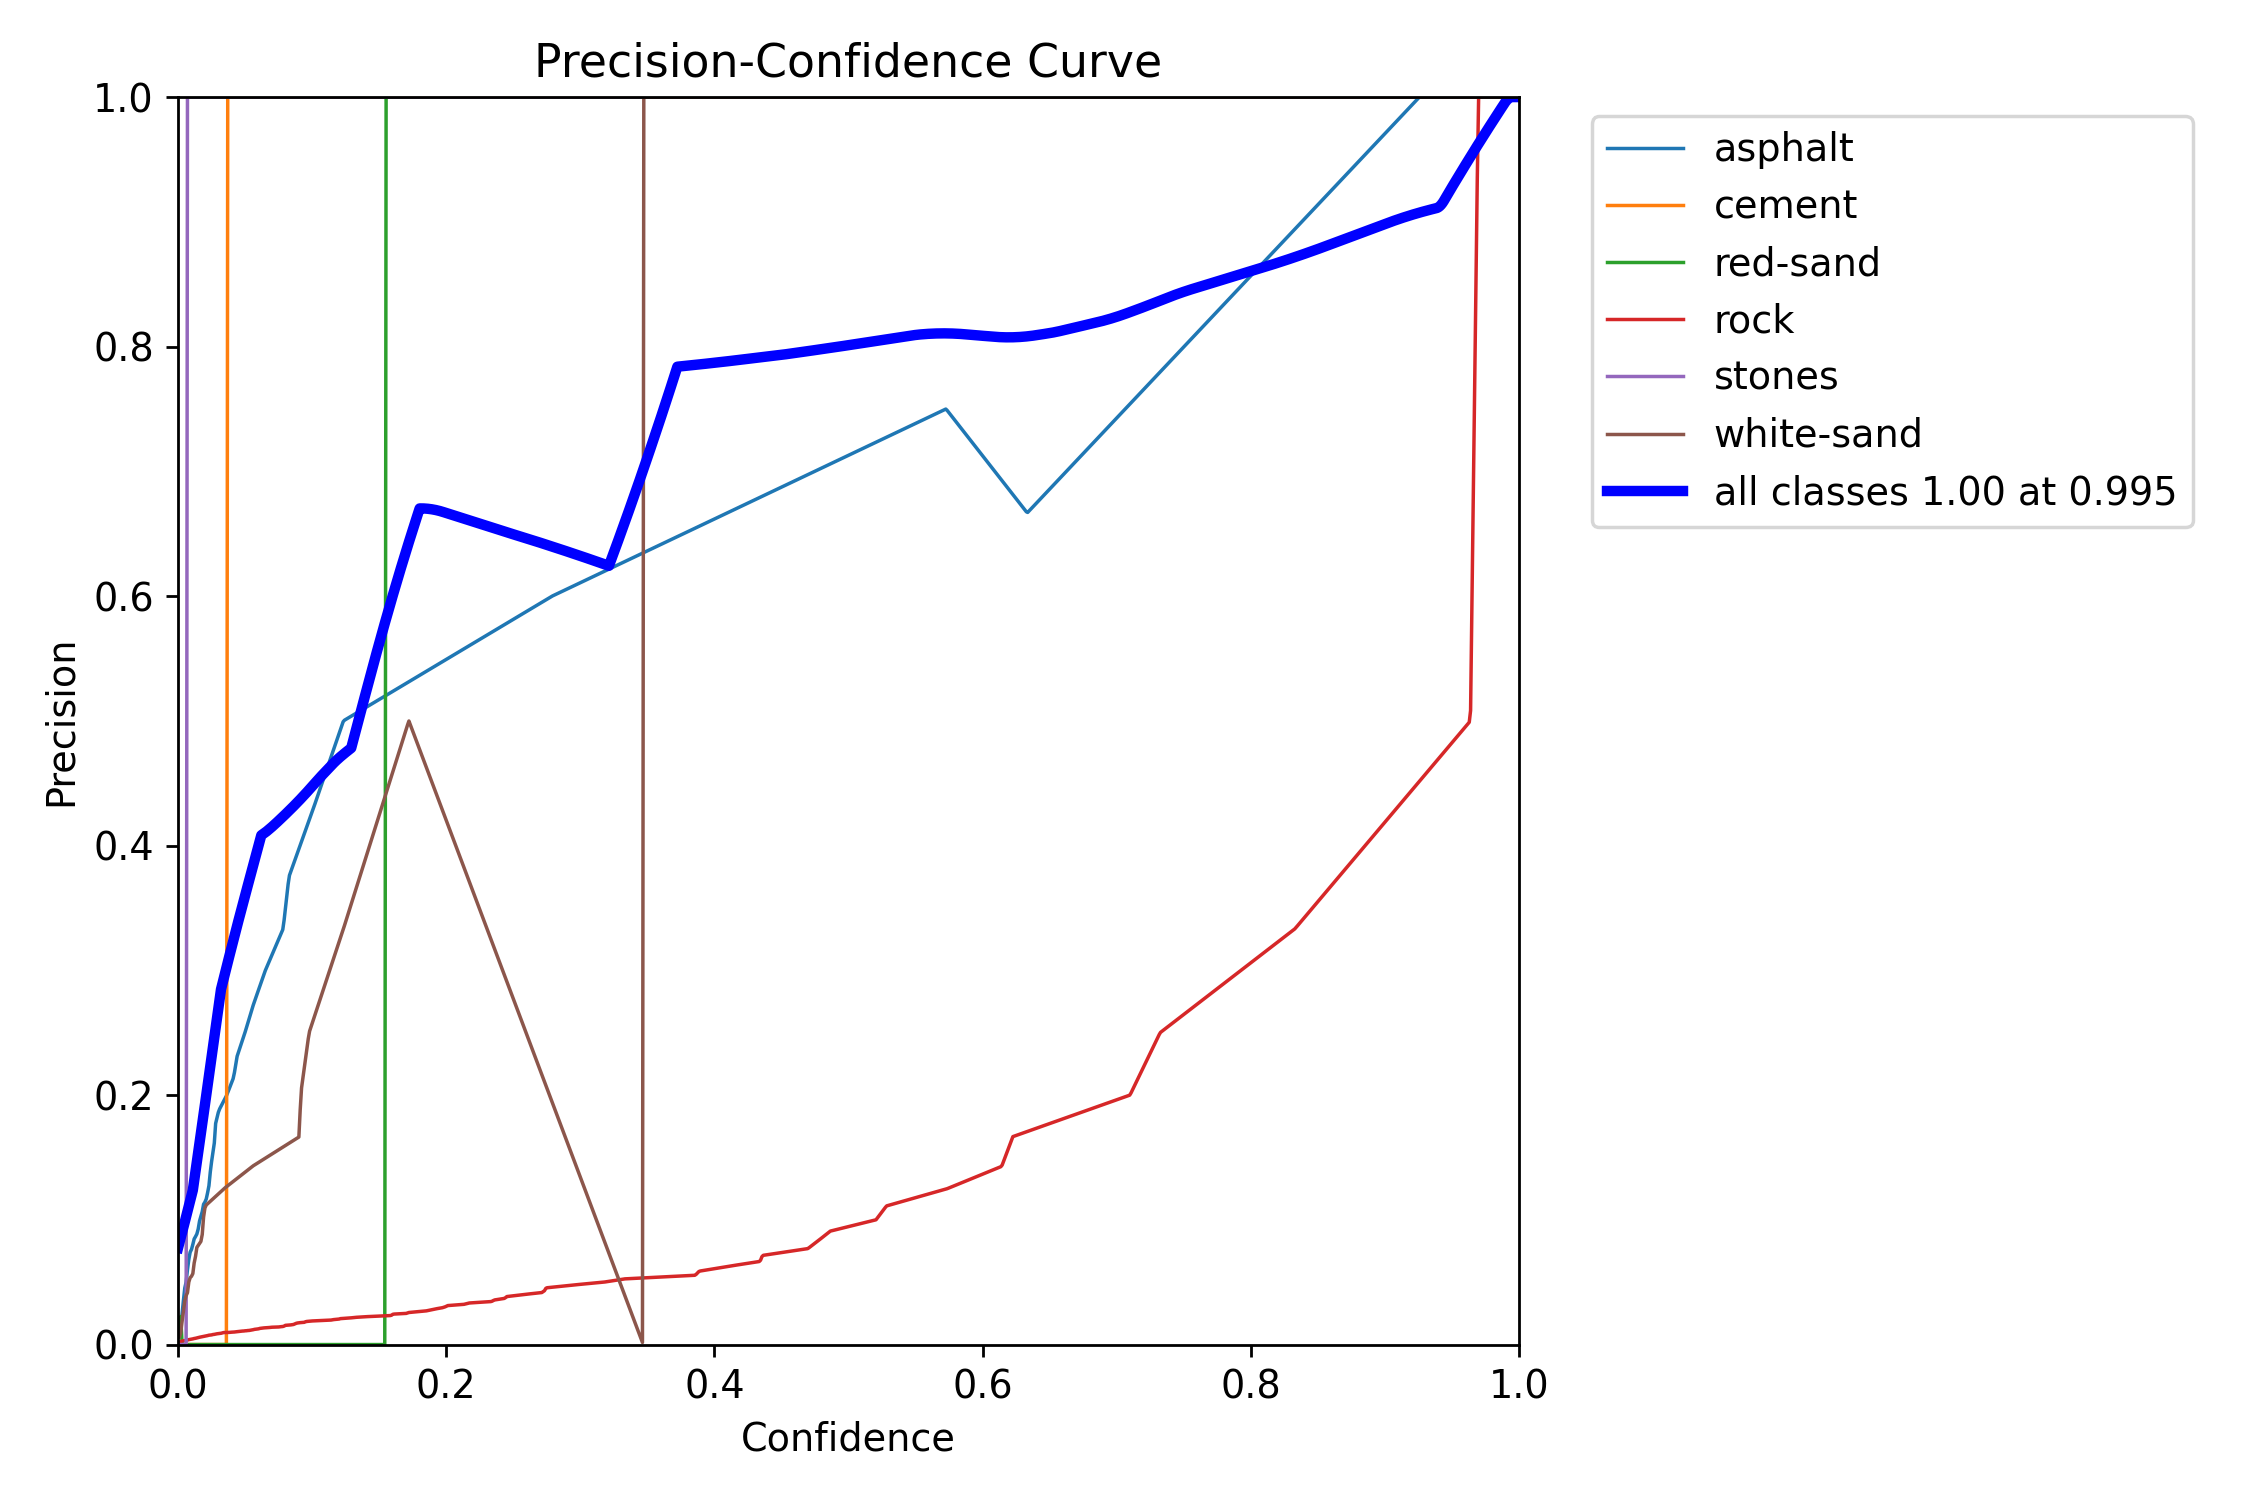 Precision-Confidence Curve
1.0
0.8
0.6
0.4
0.2
0.0
Precision
0.0 0.2 0.4 0.6 0.8 1.0
Confidence
asphalt
cement
red-sand
rock
stones
white-sand
all classes 1.00 at 0.995